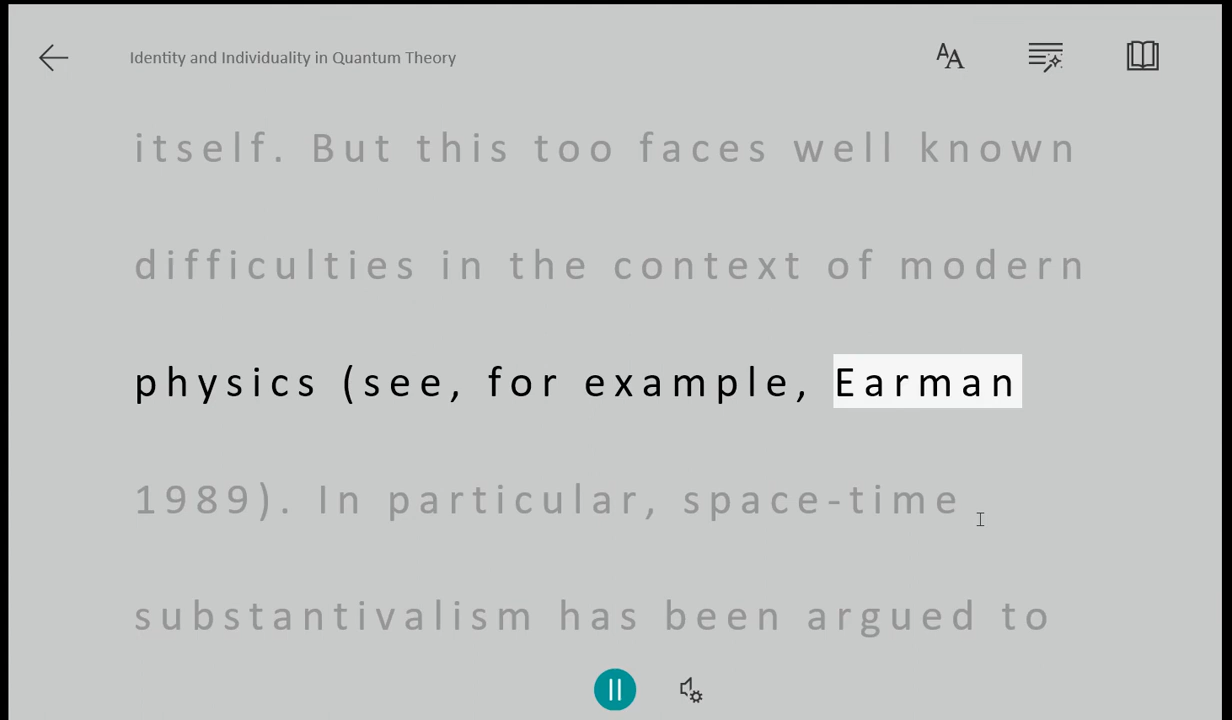 Identity and Individuality in Quantum Theory
itself. But this too faces well known
difficulties in the context of modern
physics (see, for example, Earman
1989). In particular, space-time
substantivalism has been argued to